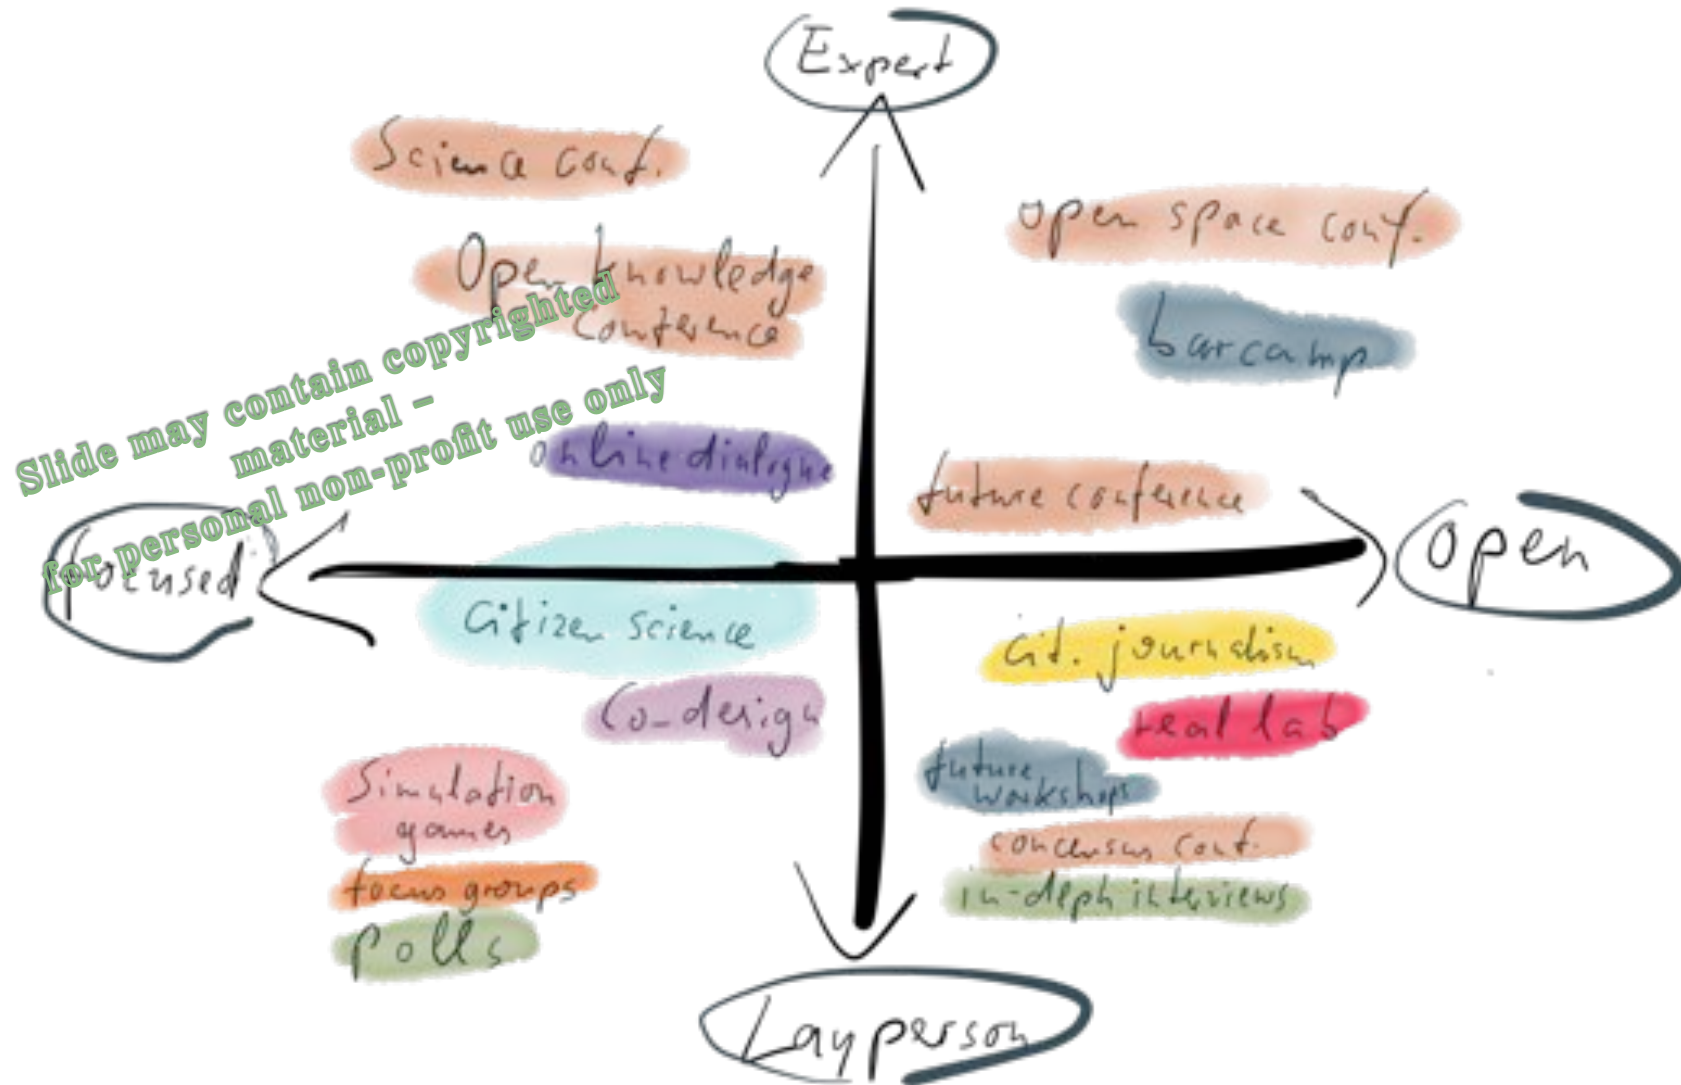 Expert
Science conf.
open space conf.
Open knowledge
Conference
barcamp
Slide may contain copyrighted
material -
for personal non-profit use only
online dialogue
future conference
focused
Open
Citizen science
cit. journalism
Co-design
real lab
Simulation
games
future
workshops
concensus conf.
focus groups
in-deph interviews
polls
Layperson